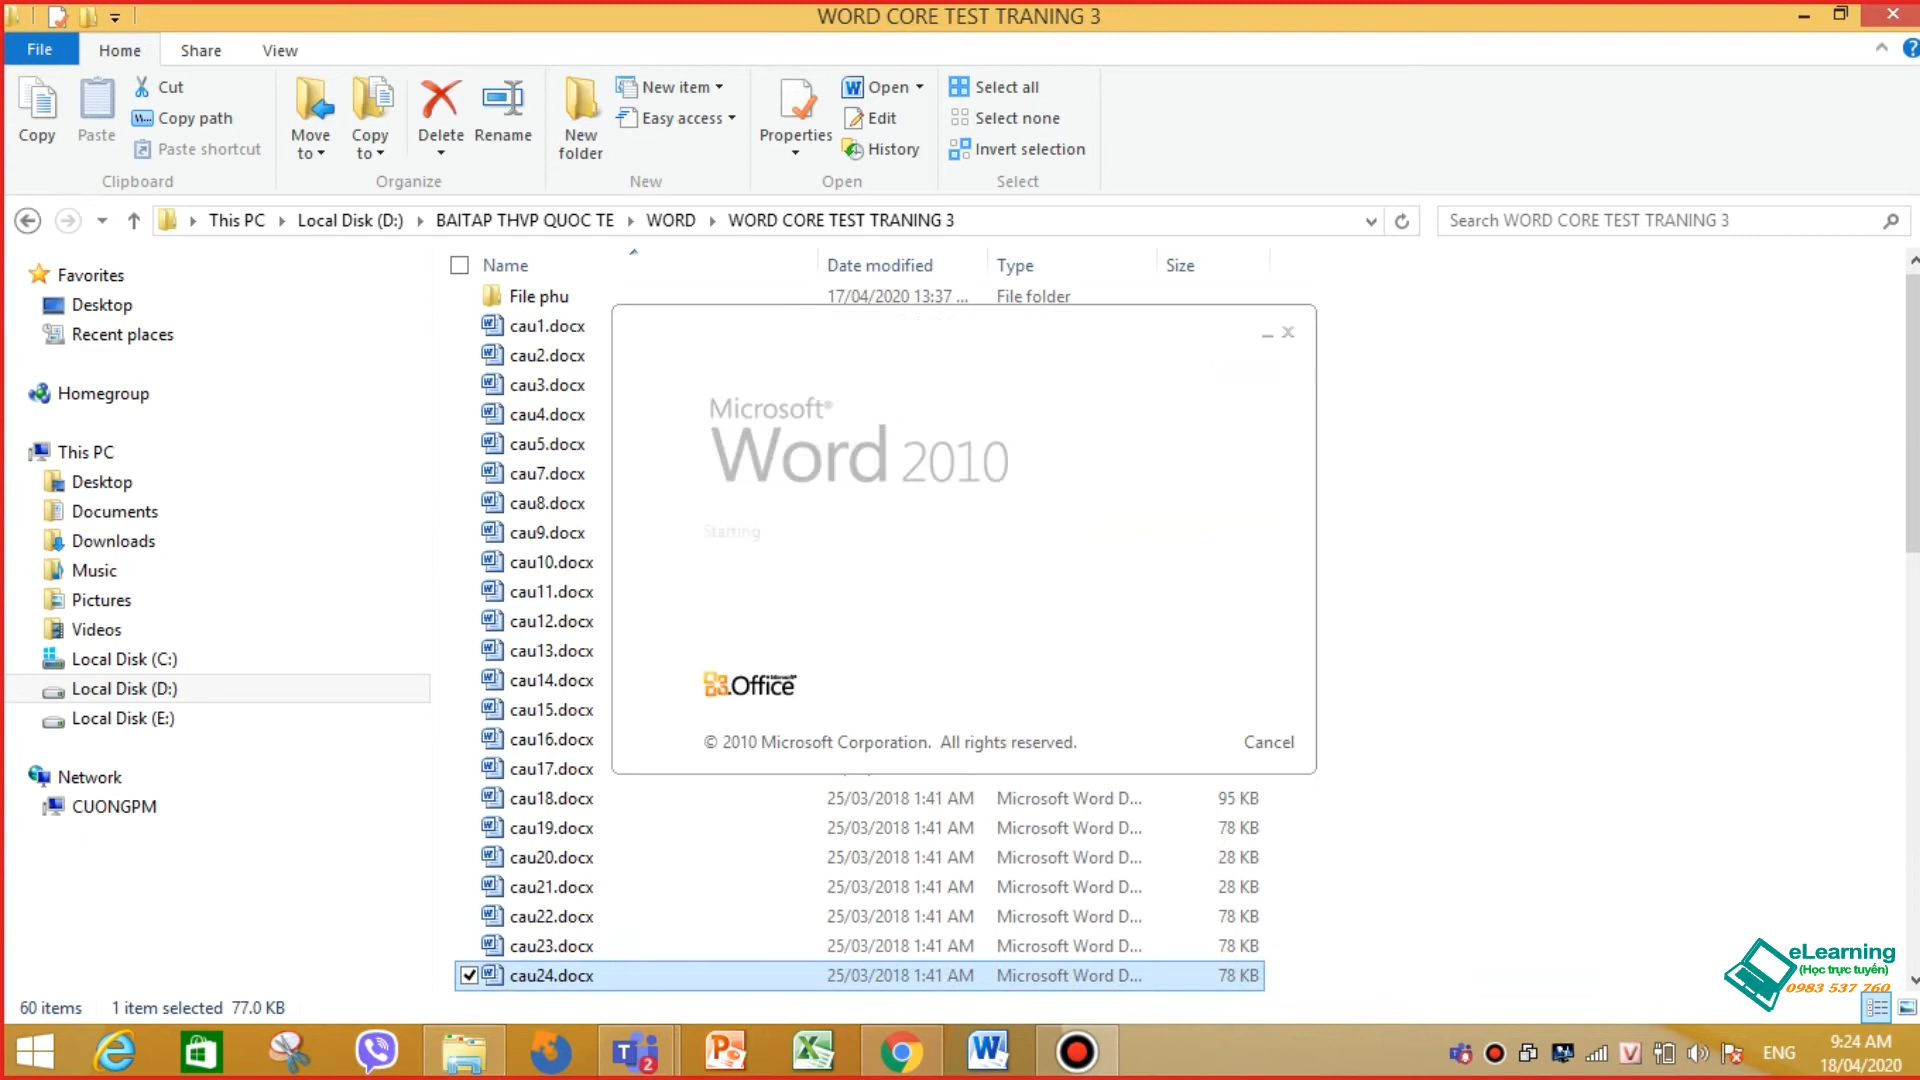 WORD CORE TEST TRANING 3
File
Home
Share
View
Copy
Paste
Cut
Copy path
Paste shortcut
Clipboard
Move to
Copy to
Delete
Rename
Organize
New folder
New item
Easy access
New
Properties
Open
Edit
History
Open
Select all
Select none
Invert selection
Select
This PC
Local Disk (D:)
BAITAP THVP QUOC TE
WORD
WORD CORE TEST TRANING 3
Search WORD CORE TEST TRANING 3
Favorites
Desktop
Recent places
Homegroup
This PC
Desktop
Documents
Downloads
Music
Pictures
Videos
Local Disk (C:)
Local Disk (D:)
Local Disk (E:)
Network
CUONGPM
Name Date modified Type Size
File phu 17/04/2020 13:37 ... File folder
cau1.docx
cau2.docx
cau3.docx
cau4.docx
cau5.docx
cau7.docx
cau8.docx
cau9.docx
cau10.docx
cau11.docx
cau12.docx
cau13.docx
cau14.docx
cau15.docx
cau16.docx
cau17.docx
cau18.docx 25/03/2018 1:41 AM Microsoft Word D... 95 KB
cau19.docx 25/03/2018 1:41 AM Microsoft Word D... 78 KB
cau20.docx 25/03/2018 1:41 AM Microsoft Word D... 28 KB
cau21.docx 25/03/2018 1:41 AM Microsoft Word D... 28 KB
cau22.docx 25/03/2018 1:41 AM Microsoft Word D... 78 KB
cau23.docx 25/03/2018 1:41 AM Microsoft Word D... 78 KB
cau24.docx 25/03/2018 1:41 AM Microsoft Word D... 78 KB
Microsoft®
Word 2010
Starting
Office
© 2010 Microsoft Corporation. All rights reserved.
Cancel
eLearning
(Học trực tuyến)
0983 537 760
60 items
1 item selected 77.0 KB
2
ENG
9:24 AM
18/04/2020